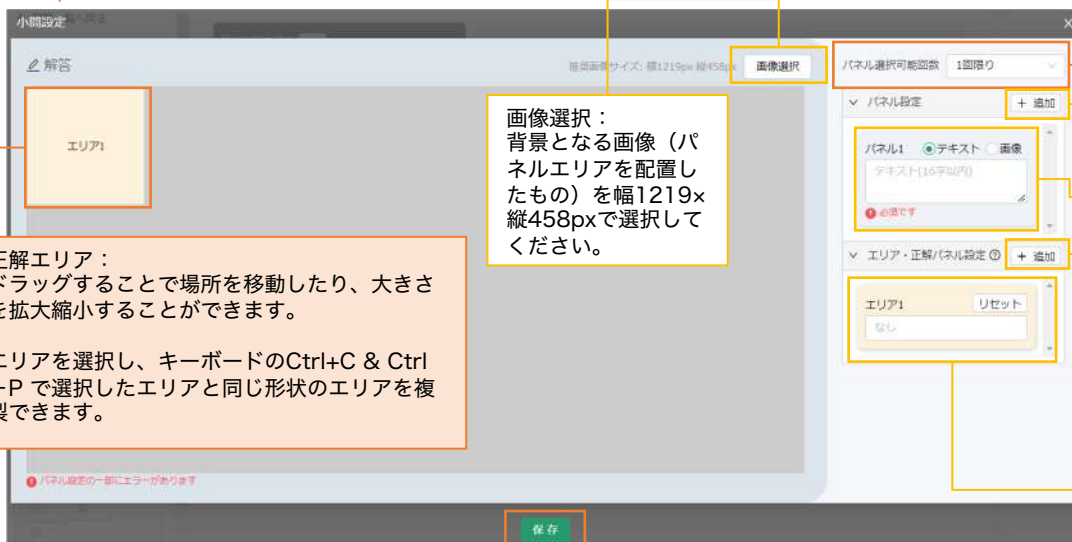 小問設定
×
解答
推奨画像サイズ: 横1219px 縦458px
画像選択
エリア1
画像選択：
背景となる画像（パ
ネルエリアを配置し
たもの）を幅1219×
縦458pxで選択して
ください。
正解エリア：
ドラッグすることで場所を移動したり、大きさ
を拡大縮小することができます。
エリアを選択し、キーボードのCtrl+C & Ctrl
+P で選択したエリアと同じ形状のエリアを複
製できます。
パネル設定の一部にエラーがあります
パネル選択可能回数 1回限り
パネル設定
+ 追加
パネル1 テキスト 画像
テキスト(16字以内)
必須です
エリア・正解パネル設定
+ 追加
エリア1
リセット
なし
保存